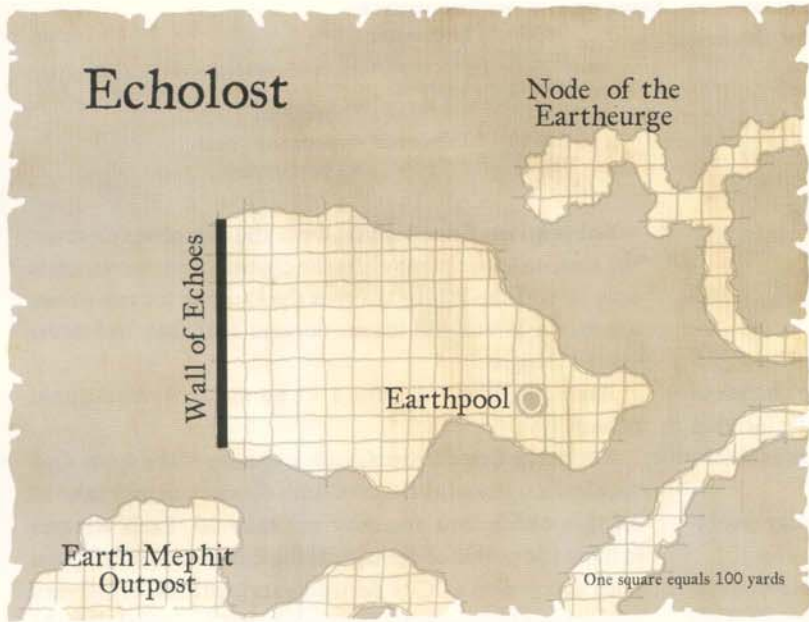 Echolost
Node of the
Eartheurge
Wall of Echoes
Earthpool
Earth Mephit
Outpost
One square equals 100 yards